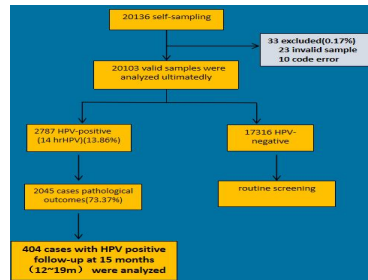 20136 self-sampling
33 excluded(0.17%)
23 invalid sample
10 code error
20103 valid samples were
analyzed ultimatedly
2787 HPV-positive
(14 hrHPV)(13.86%)
17316 HPV-
negative
2045 cases pathological
outcomes(73.37%)
routine screening
404 cases with HPV positive
follow-up at 15 months
(12~19m) were analyzed